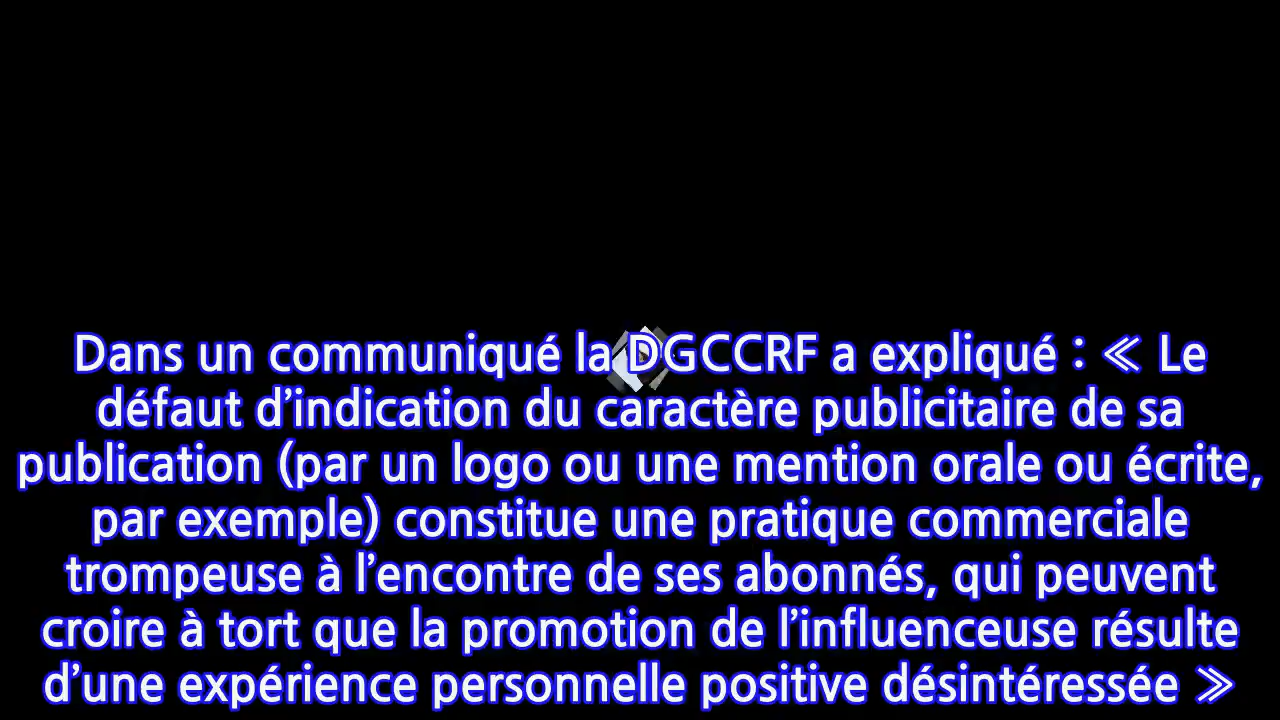 Dans un communiqué la DGCCRF a expliqué : ≪ Le
défaut d’indication du caractère publicitaire de sa
publication (par un logo ou une mention orale ou écrite,
par exemple) constitue une pratique commerciale
trompeuse à l’encontre de ses abonnés, qui peuvent
croire à tort que la promotion de l’influenceuse résulte
d’une expérience personnelle positive désintéressée ≫